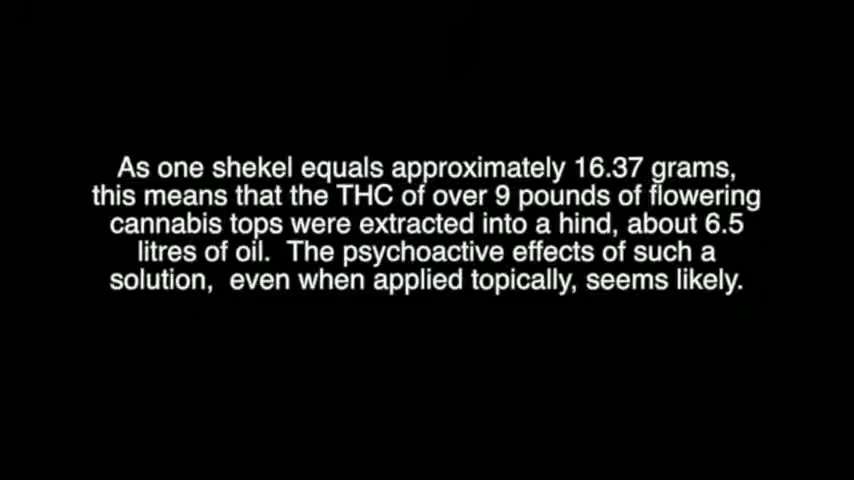 As one shekel equals approximately 16.37 grams,
this means that the THC of over 9 pounds of flowering
cannabis tops were extracted into a hind, about 6.5
litres of oil.  The psychoactive effects of such a
solution,  even when applied topically, seems likely.